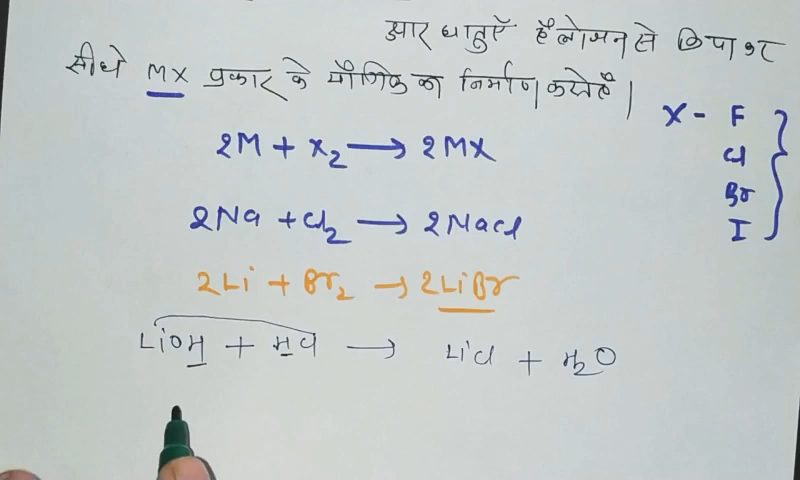 क्षार धातुएँ हैलोजन से क्रिया कर
सीधे MX प्रकार के यौगिक का निर्माण करते हैं।
X - F
Cl
Br
I
2M + X₂ → 2MX
2Na + Cl₂ → 2NaCl
2Li + Br₂ → 2LiBr
LiOH + HCl → LiCl + H₂O